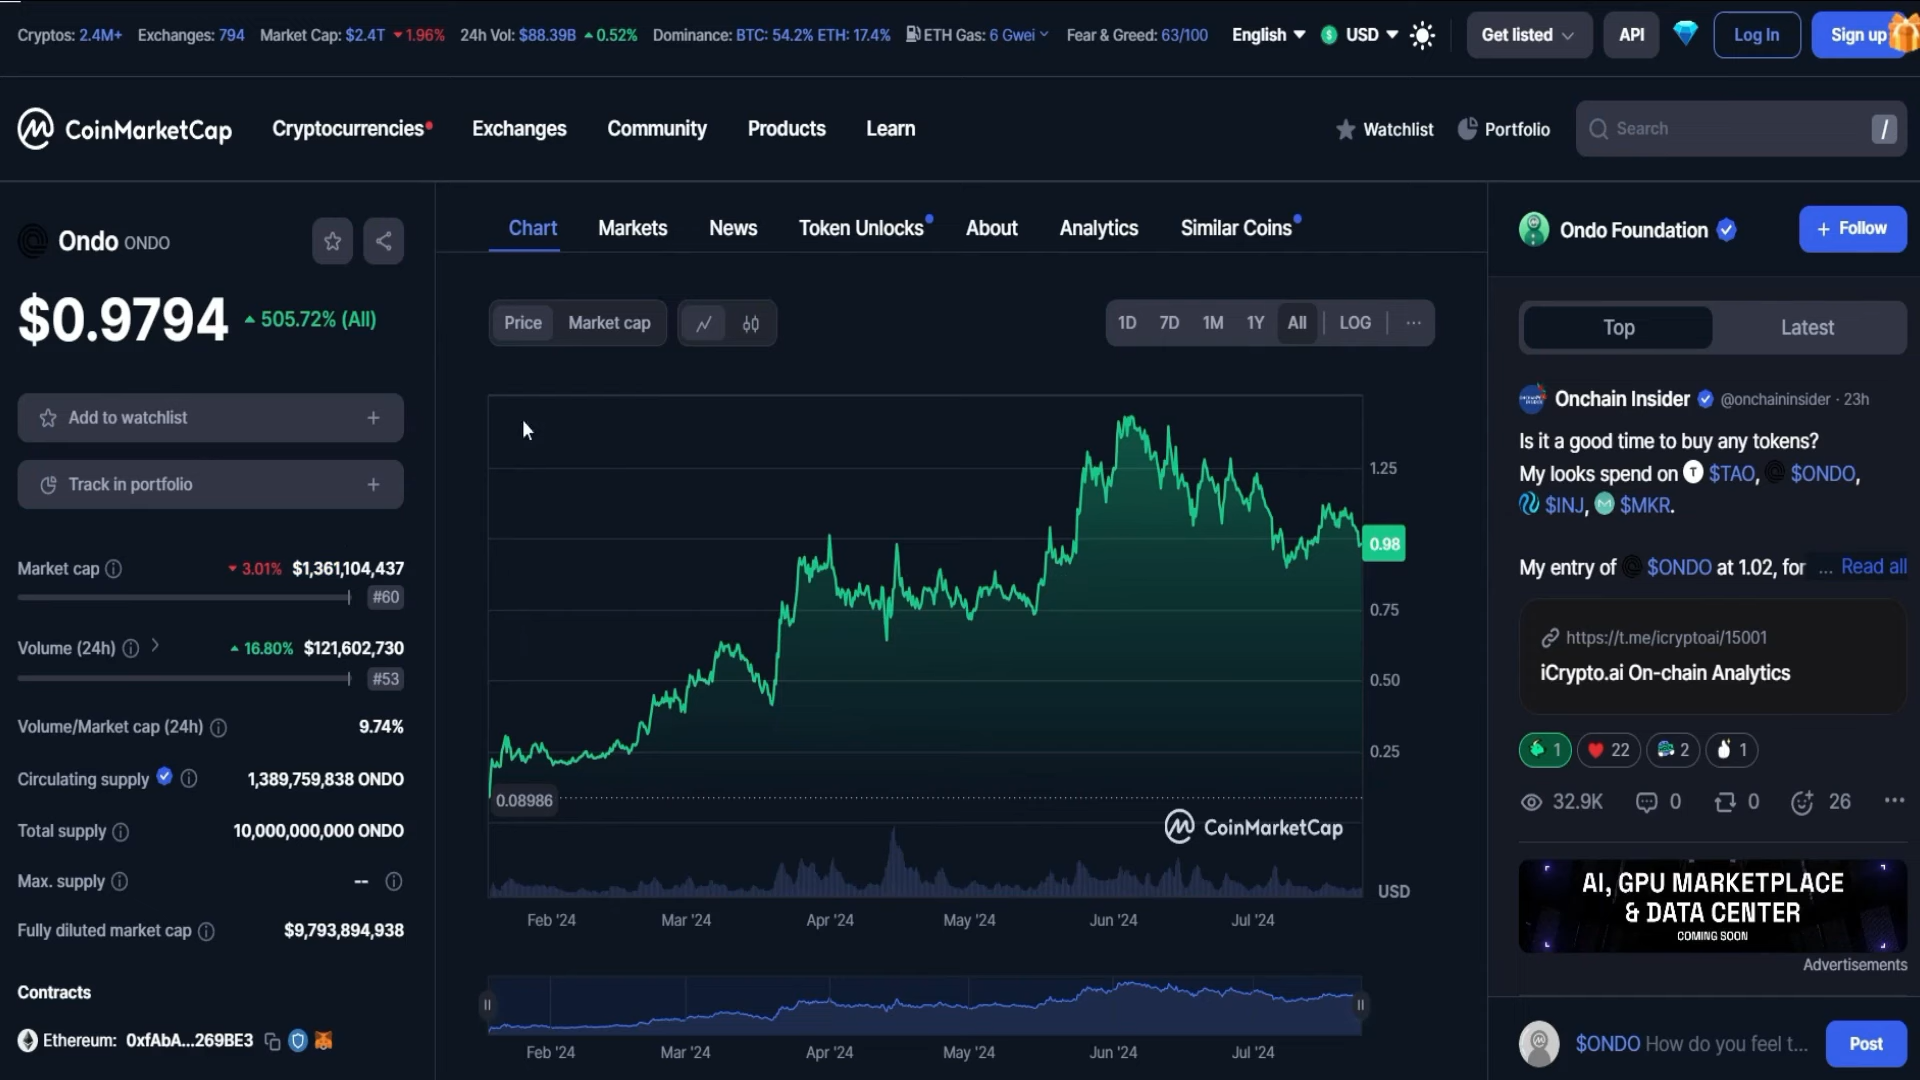 Cryptos: 2.4M+ Exchanges: 794 Market Cap: $2.4T 1.96% 24h Vol: $88.39B 0.52% Dominance: BTC: 54.2% ETH: 17.4% ETH Gas: 6 Gwei Fear & Greed: 63/100 English USD Get listed API Log In Sign up
CoinMarketCap Cryptocurrencies Exchanges Community Products Learn Watchlist Portfolio Search /
Ondo ONDO
$0.9794 505.72% (All)
Add to watchlist +
Track in portfolio +
Market cap 3.01% $1,361,104,437
#60
Volume (24h) 16.80% $121,602,730
#53
Volume/Market cap (24h) 9.74%
Circulating supply 1,389,759,838 ONDO
Total supply 10,000,000,000 ONDO
Max. supply --
Fully diluted market cap $9,793,894,938
Contracts
Ethereum: 0xfAbA...269BE3
Chart Markets News Token Unlocks About Analytics Similar Coins
Price Market cap 1D 7D 1M 1Y All LOG ...
1.25
0.98
0.75
0.50
0.25
0.08986
CoinMarketCap
USD
Feb '24 Mar '24 Apr '24 May '24 Jun '24 Jul '24
Feb '24 Mar '24 Apr '24 May '24 Jun '24 Jul '24
Ondo Foundation + Follow
Top Latest
Onchain Insider @onchaininsider · 23h
Is it a good time to buy any tokens?
My looks spend on $TAO, $ONDO,
$INJ, $MKR.
My entry of $ONDO at 1.02, for ... Read all
https://t.me/icryptoai/15001
iCrypto.ai On-chain Analytics
1 22 2 1
32.9K 0 0 26 ...
AI, GPU MARKETPLACE
& DATA CENTER
COMING SOON
Advertisements
$ONDO How do you feel t... Post